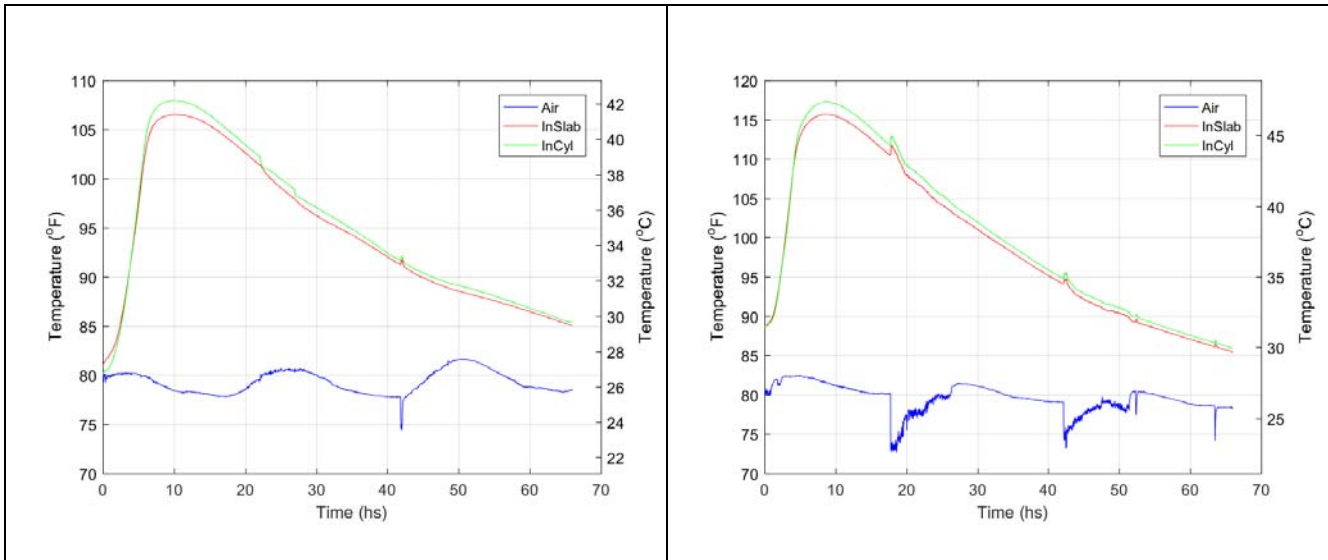 110
105
100
95
90
85
80
75
70
Temperature (°F)
42
40
38
36
34
32
30
28
26
24
22
Temperature (°C)
0 10 20 30 40 50 60 70
Time (hs)
Air
InSlab
InCyl
120
115
110
105
100
95
90
85
80
75
70
Temperature (°F)
45
40
35
30
25
Temperature (°C)
0 10 20 30 40 50 60 70
Time (hs)
Air
InSlab
InCyl